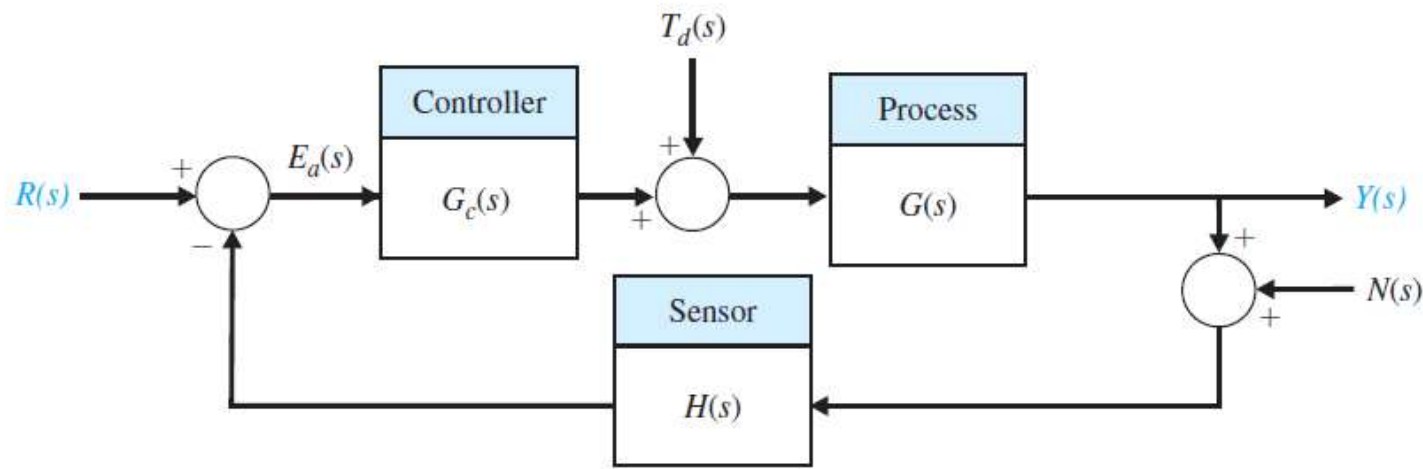 T_d(s)
Controller
Process
+
E_a(s)
+
R(s)
G_c(s)
G(s)
Y(s)
+
−
+
N(s)
+
Sensor
H(s)